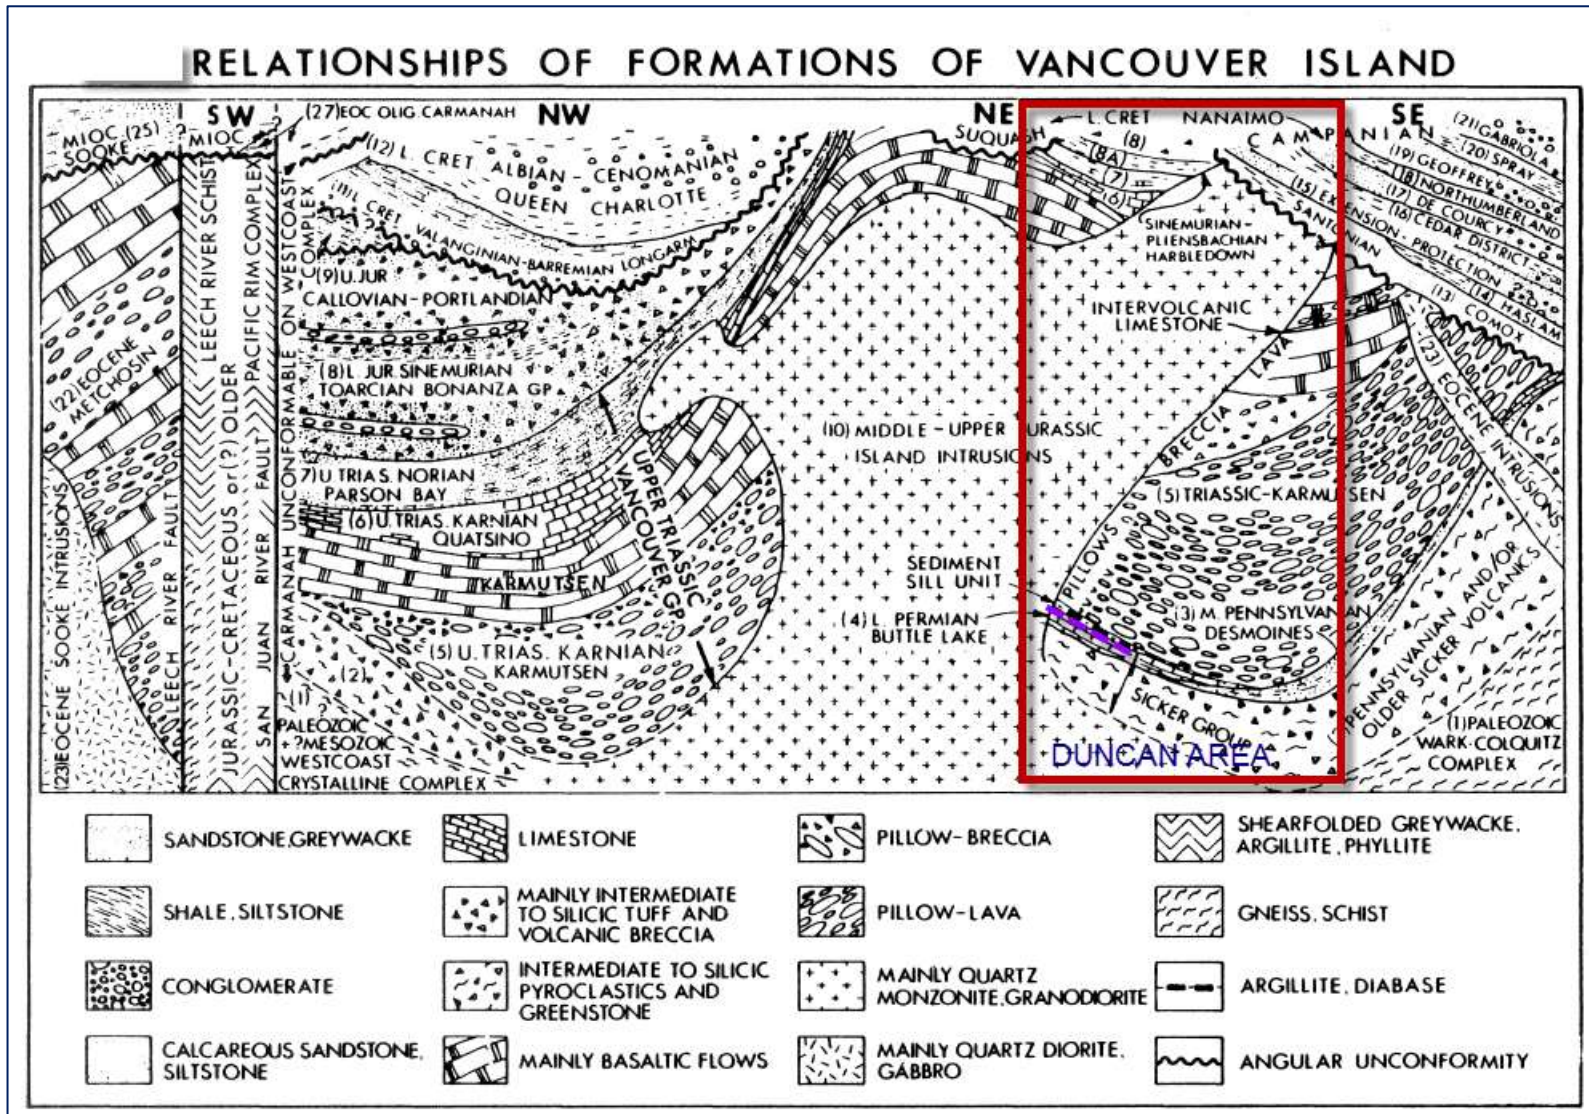 RELATIONSHIPS OF FORMATIONS OF VANCOUVER ISLAND
SW
NW
NE
SE
MIOC (25)
SOOKE
?
MIOC
?
(27) EOC OLIG. CARMANAH
(12) L. CRET ALBIAN-CENOMANIAN
QUEEN CHARLOTTE
(11) L CRET
VALANGINIAN-BARREMIAN LONGARM
(9) U. JUR
CALLOVIAN-PORTLANDIAN
(8) L JUR. SINEMURIAN
TOARCIAN BONANZA GP
7) U TRIAS. NORIAN
PARSON BAY
(6) U. TRIAS. KARNIAN
QUATSINO
KARMUTSEN
(5) U. TRIAS. KARNIAN
KARMUTSEN
UPPER TRIASSIC
VANCOUVER GP
(22) EOCENE
METCHOSIN
(23) EOCENE SOOKE INTRUSIONS
LEECH RIVER FAULT
LEECH RIVER SCHIST
JURASSIC-CRETACEOUS or (?) OLDER
PACIFIC RIM COMPLEX
SAN JUAN RIVER FAULT
CARMANAH UNCONFORMABLE ON WESTCOAST
COMPLEX
(1)
(2)
PALEOZOIC
+ ?MESOZOIC
WESTCOAST
CRYSTALLINE COMPLEX
SUQUASH
L. CRET NANAIMO
CAMPANIAN
(8)
(8A)
(7)
(6)
SINEMURIAN-
PLIENSBACHIAN
HARBLEDOWN
INTERVOLCANIC
LIMESTONE
(10) MIDDLE-UPPER JURASSIC
ISLAND INTRUSIONS
LAVA
BRECCIA
PILLOWS
(5) TRIASSIC-KARMUTSEN
SEDIMENT
SILL UNIT
(4) L. PERMIAN
BUTTLE LAKE
(3) M. PENNSYLVANIAN
DESMOINES
SICKER GROUP
DUNCAN AREA
(21) GABRIOLA
(20) SPRAY
(19) GEOFFREY
(18) NORTHUMBERLAND
(17) DE COURCY
(16) CEDAR DISTRICT
(15) EXTENSION-PROTECTION
SANTONIAN
(14) HASLAM
(13)
COMOX
(23) EOCENE INTRUSIONS
PENNSYLVANIAN AND/OR
OLDER SICKER VOLCANICS
(1) PALEOZOIC
WARK-COLQUITZ
COMPLEX
SANDSTONE, GREYWACKE
LIMESTONE
PILLOW-BRECCIA
SHEARFOLDED GREYWACKE,
ARGILLITE, PHYLLITE
SHALE, SILTSTONE
MAINLY INTERMEDIATE
TO SILICIC TUFF AND
VOLCANIC BRECCIA
PILLOW-LAVA
GNEISS, SCHIST
CONGLOMERATE
INTERMEDIATE TO SILICIC
PYROCLASTICS AND
GREENSTONE
MAINLY QUARTZ
MONZONITE, GRANODIORITE
ARGILLITE, DIABASE
CALCAREOUS SANDSTONE,
SILTSTONE
MAINLY BASALTIC FLOWS
MAINLY QUARTZ DIORITE,
GABBRO
ANGULAR UNCONFORMITY